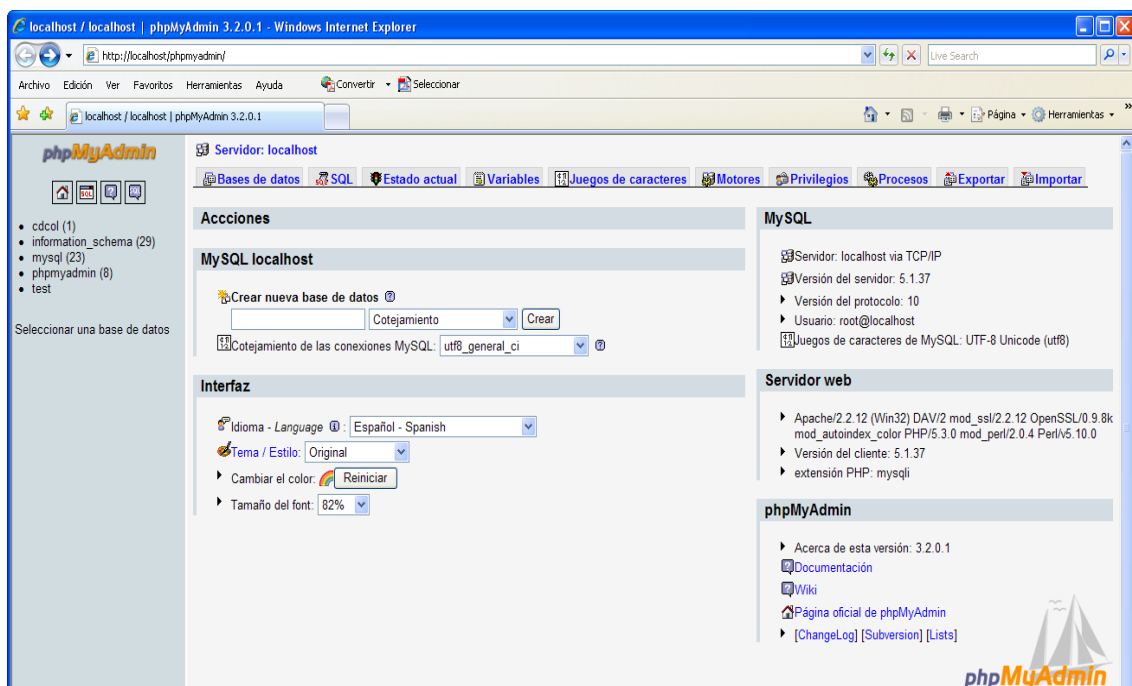 localhost / localhost | phpMyAdmin 3.2.0.1 - Windows Internet Explorer
http://localhost/phpmyadmin/
Live Search
Archivo Edición Ver Favoritos Herramientas Ayuda
Convertir
Seleccionar
localhost / localhost | phpMyAdmin 3.2.0.1
Página
Herramientas
phpMyAdmin
SQL
cdcol (1)
information_schema (29)
mysql (23)
phpmyadmin (8)
test
Seleccionar una base de datos
Servidor: localhost
Bases de datos SQL Estado actual Variables Juegos de caracteres Motores Privilegios Procesos Exportar Importar
Accciones
MySQL localhost
Crear nueva base de datos
Cotejamiento Crear
Cotejamiento de las conexiones MySQL: utf8_general_ci
Interfaz
Idioma - Language : Español - Spanish
Tema / Estilo: Original
Cambiar el color: Reiniciar
Tamaño del font: 82%
MySQL
Servidor: localhost via TCP/IP
Versión del servidor: 5.1.37
Versión del protocolo: 10
Usuario: root@localhost
Juegos de caracteres de MySQL: UTF-8 Unicode (utf8)
Servidor web
Apache/2.2.12 (Win32) DAV/2 mod_ssl/2.2.12 OpenSSL/0.9.8k
mod_autoindex_color PHP/5.3.0 mod_perl/2.0.4 Perl/v5.10.0
Versión del cliente: 5.1.37
extensión PHP: mysqli
phpMyAdmin
Acerca de esta versión: 3.2.0.1
Documentación
Wiki
Página oficial de phpMyAdmin
[ChangeLog] [Subversion] [Lists]
phpMyAdmin